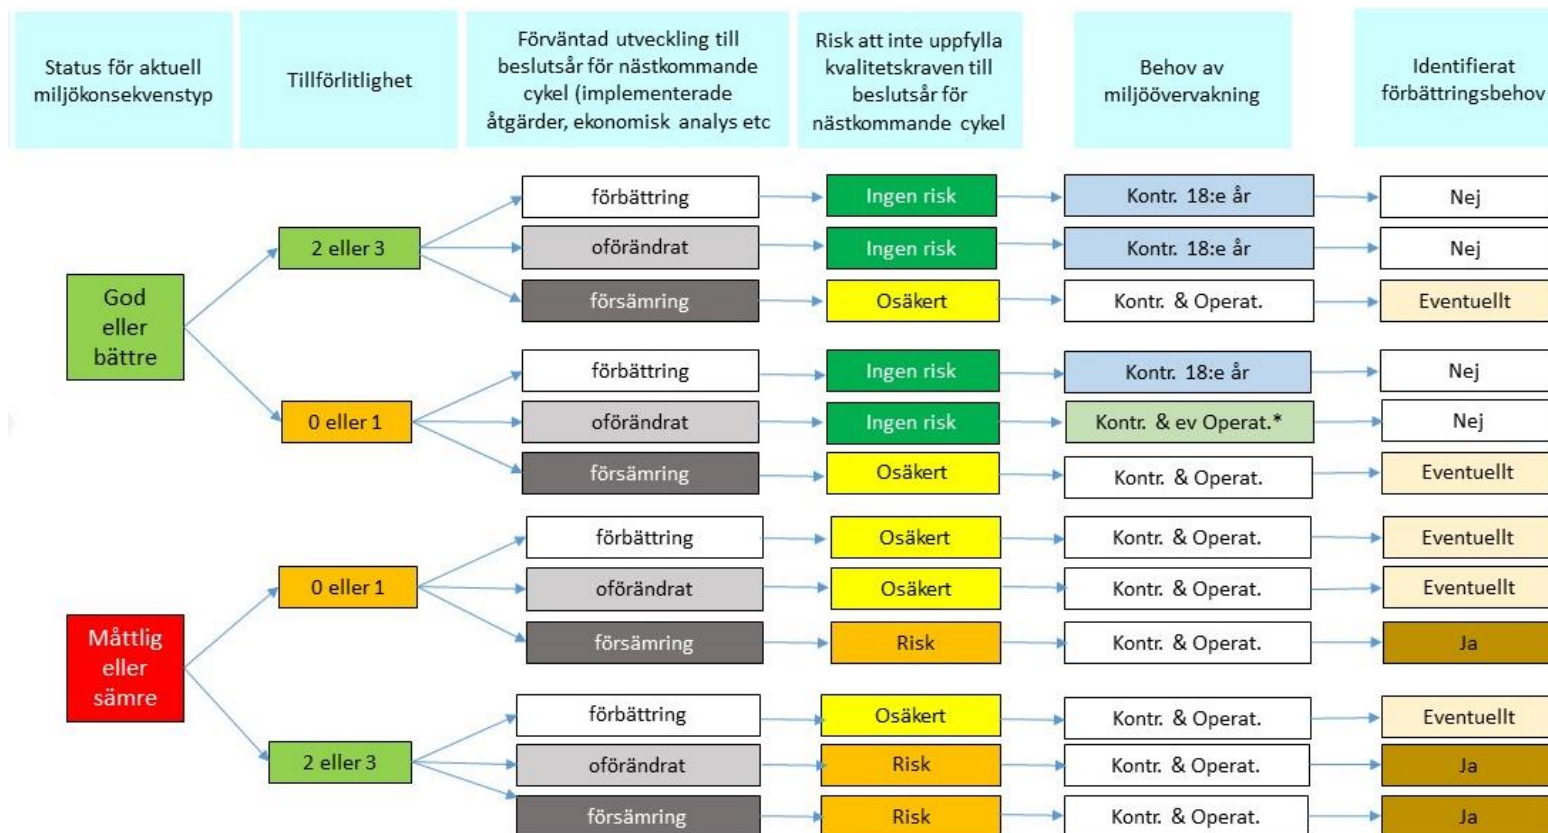 Status för aktuell
miljökonsekvenstyp
Tillförlitlighet
Förväntad utveckling till
beslutsår för nästkommande
cykel (implementerade
åtgärder, ekonomisk analys etc
Risk att inte uppfylla
kvalitetskraven till
beslutsår för
nästkommande cykel
Behov av
miljöövervakning
Identifierat
förbättringsbehov
God
eller
bättre
2 eller 3
förbättring
Ingen risk
Kontr. 18:e år
Nej
oförändrat
Ingen risk
Kontr. 18:e år
Nej
försämring
Osäkert
Kontr. & Operat.
Eventuellt
0 eller 1
förbättring
Ingen risk
Kontr. 18:e år
Nej
oförändrat
Ingen risk
Kontr. & ev Operat.*
Nej
försämring
Osäkert
Kontr. & Operat.
Eventuellt
Måttlig
eller
sämre
0 eller 1
förbättring
Osäkert
Kontr. & Operat.
Eventuellt
oförändrat
Osäkert
Kontr. & Operat.
Eventuellt
försämring
Risk
Kontr. & Operat.
Ja
2 eller 3
förbättring
Osäkert
Kontr. & Operat.
Eventuellt
oförändrat
Risk
Kontr. & Operat.
Ja
försämring
Risk
Kontr. & Operat.
Ja